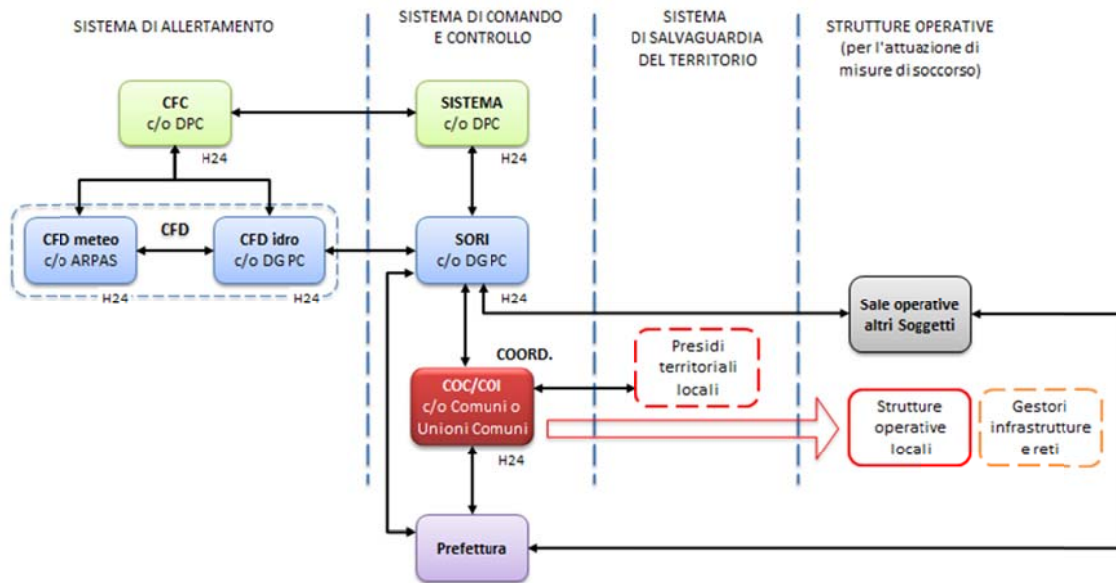 SISTEMA DI ALLERTAMENTO
SISTEMA DI COMANDO
E CONTROLLO
SISTEMA
DI SALVAGUARDIA
DEL TERRITORIO
STRUTTURE OPERATIVE
(per l'attuazione di
misure di soccorso)
CFC
c/o DPC
H24
SISTEMA
c/o DPC
H24
CFD meteo
c/o ARPAS
H24
CFD
CFD idro
c/o DG PC
H24
SORI
c/o DG PC
H24
Sale operative
altri Soggetti
COORD.
Presidi
territoriali
locali
COC/COI
c/o Comuni o
Unioni Comuni
H24
Strutture
operative
locali
Gestori
infrastrutture
e reti
Prefettura